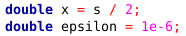 double x = s / 2;
double epsilon = 1e-6;